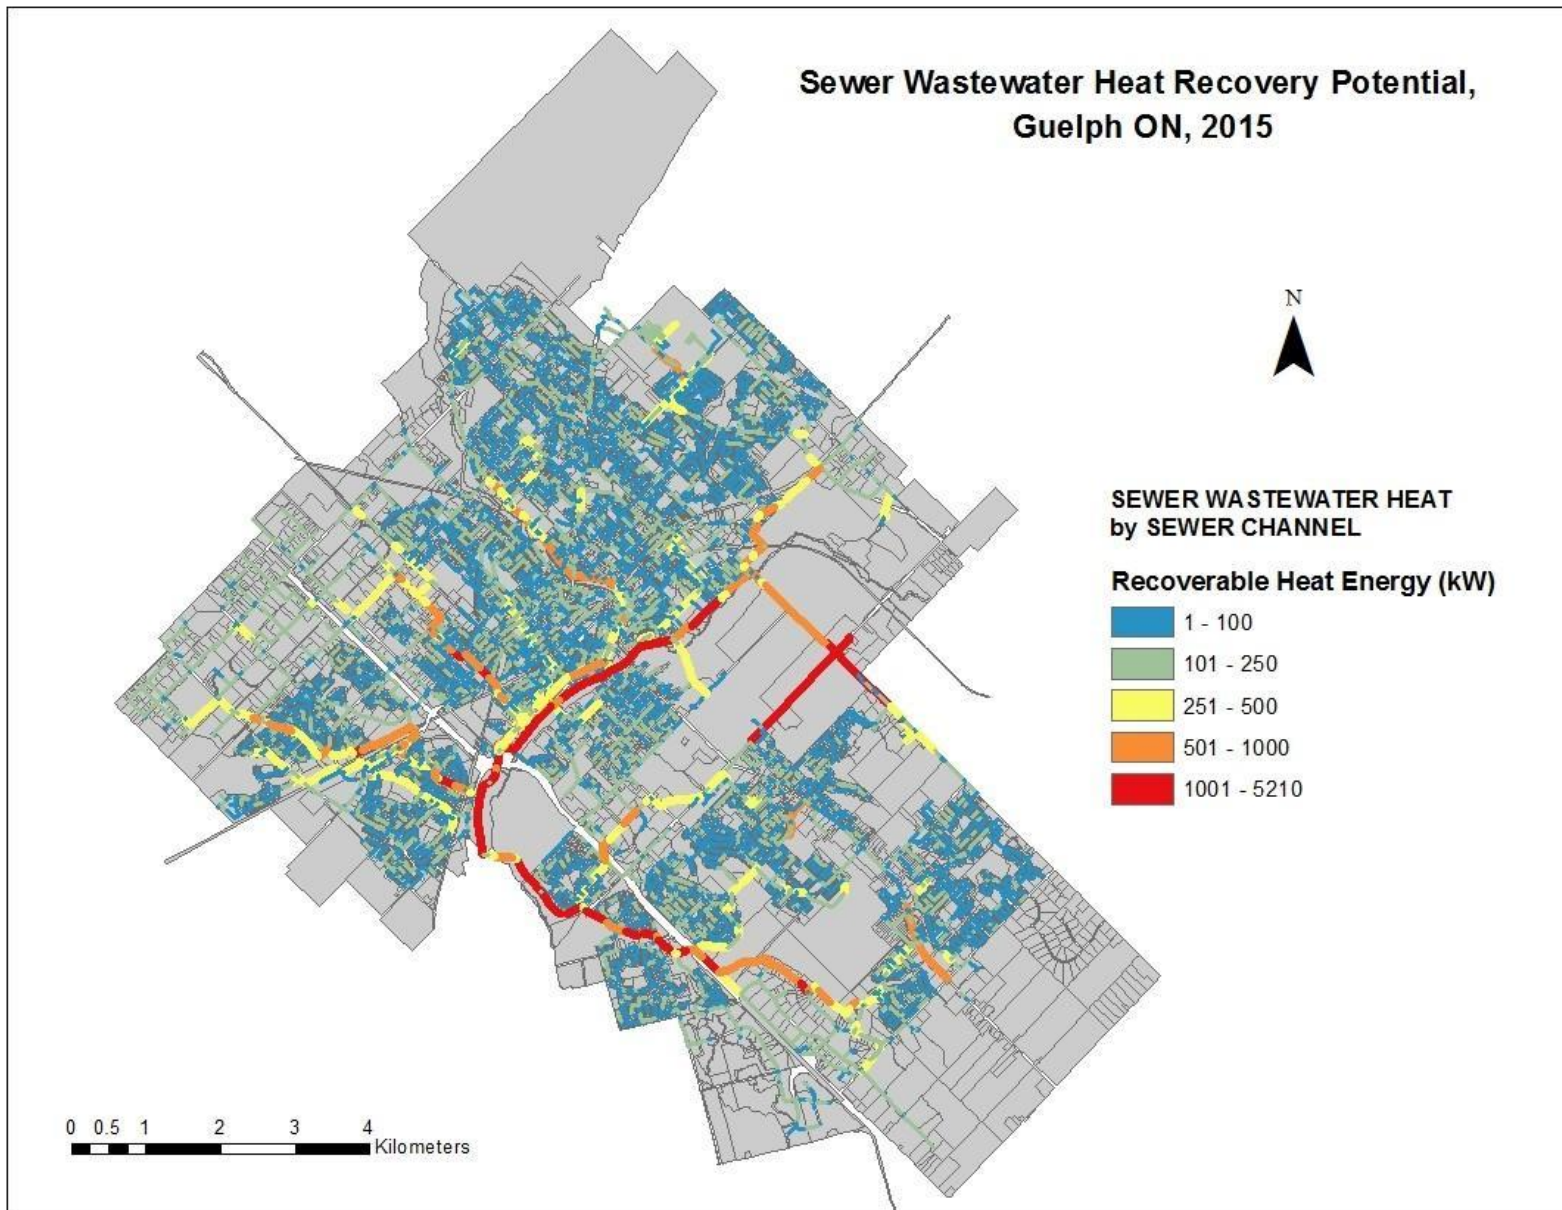 Sewer Wastewater Heat Recovery Potential,
Guelph ON, 2015
N
SEWER WASTEWATER HEAT
by SEWER CHANNEL
Recoverable Heat Energy (kW)
1 - 100
101 - 250
251 - 500
501 - 1000
1001 - 5210
0 0.5 1 2 3 4
Kilometers